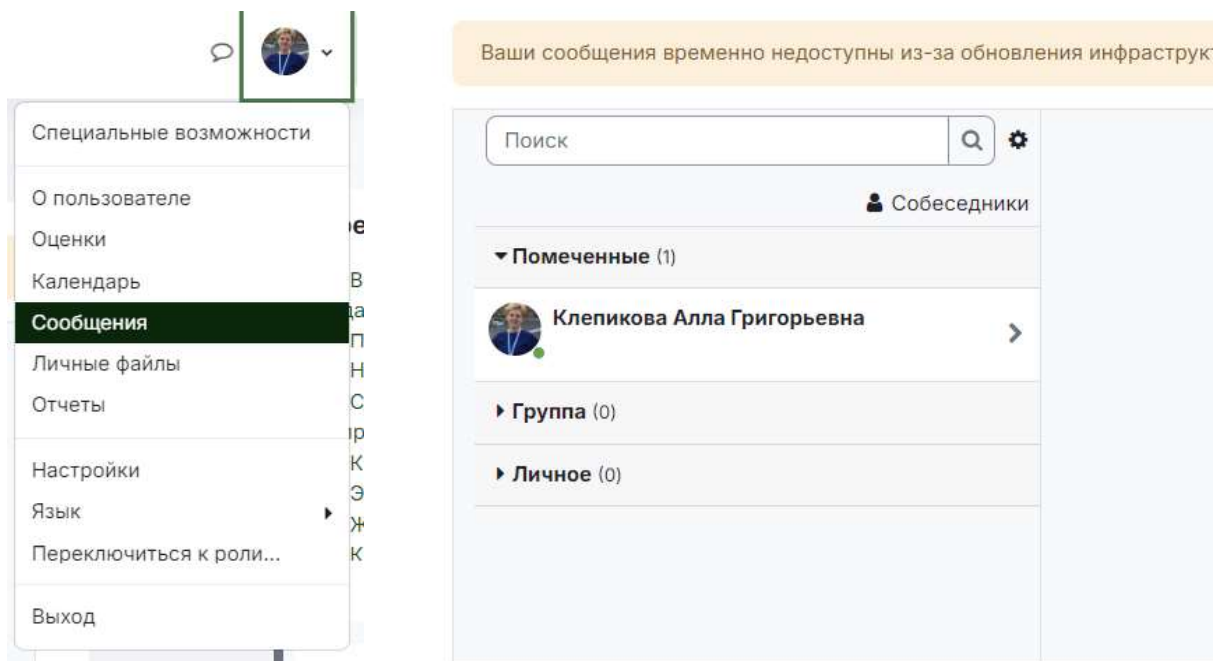 Специальные возможности
О пользователе
Оценки
Календарь
Сообщения
Личные файлы
Отчеты
Настройки
Язык
Переключиться к роли...
Выход
Ваши сообщения временно недоступны из-за обновления
Поиск
Собеседники
Помеченные (1)
Клепикова Алла Григорьевна
Группа (0)
Личное (0)